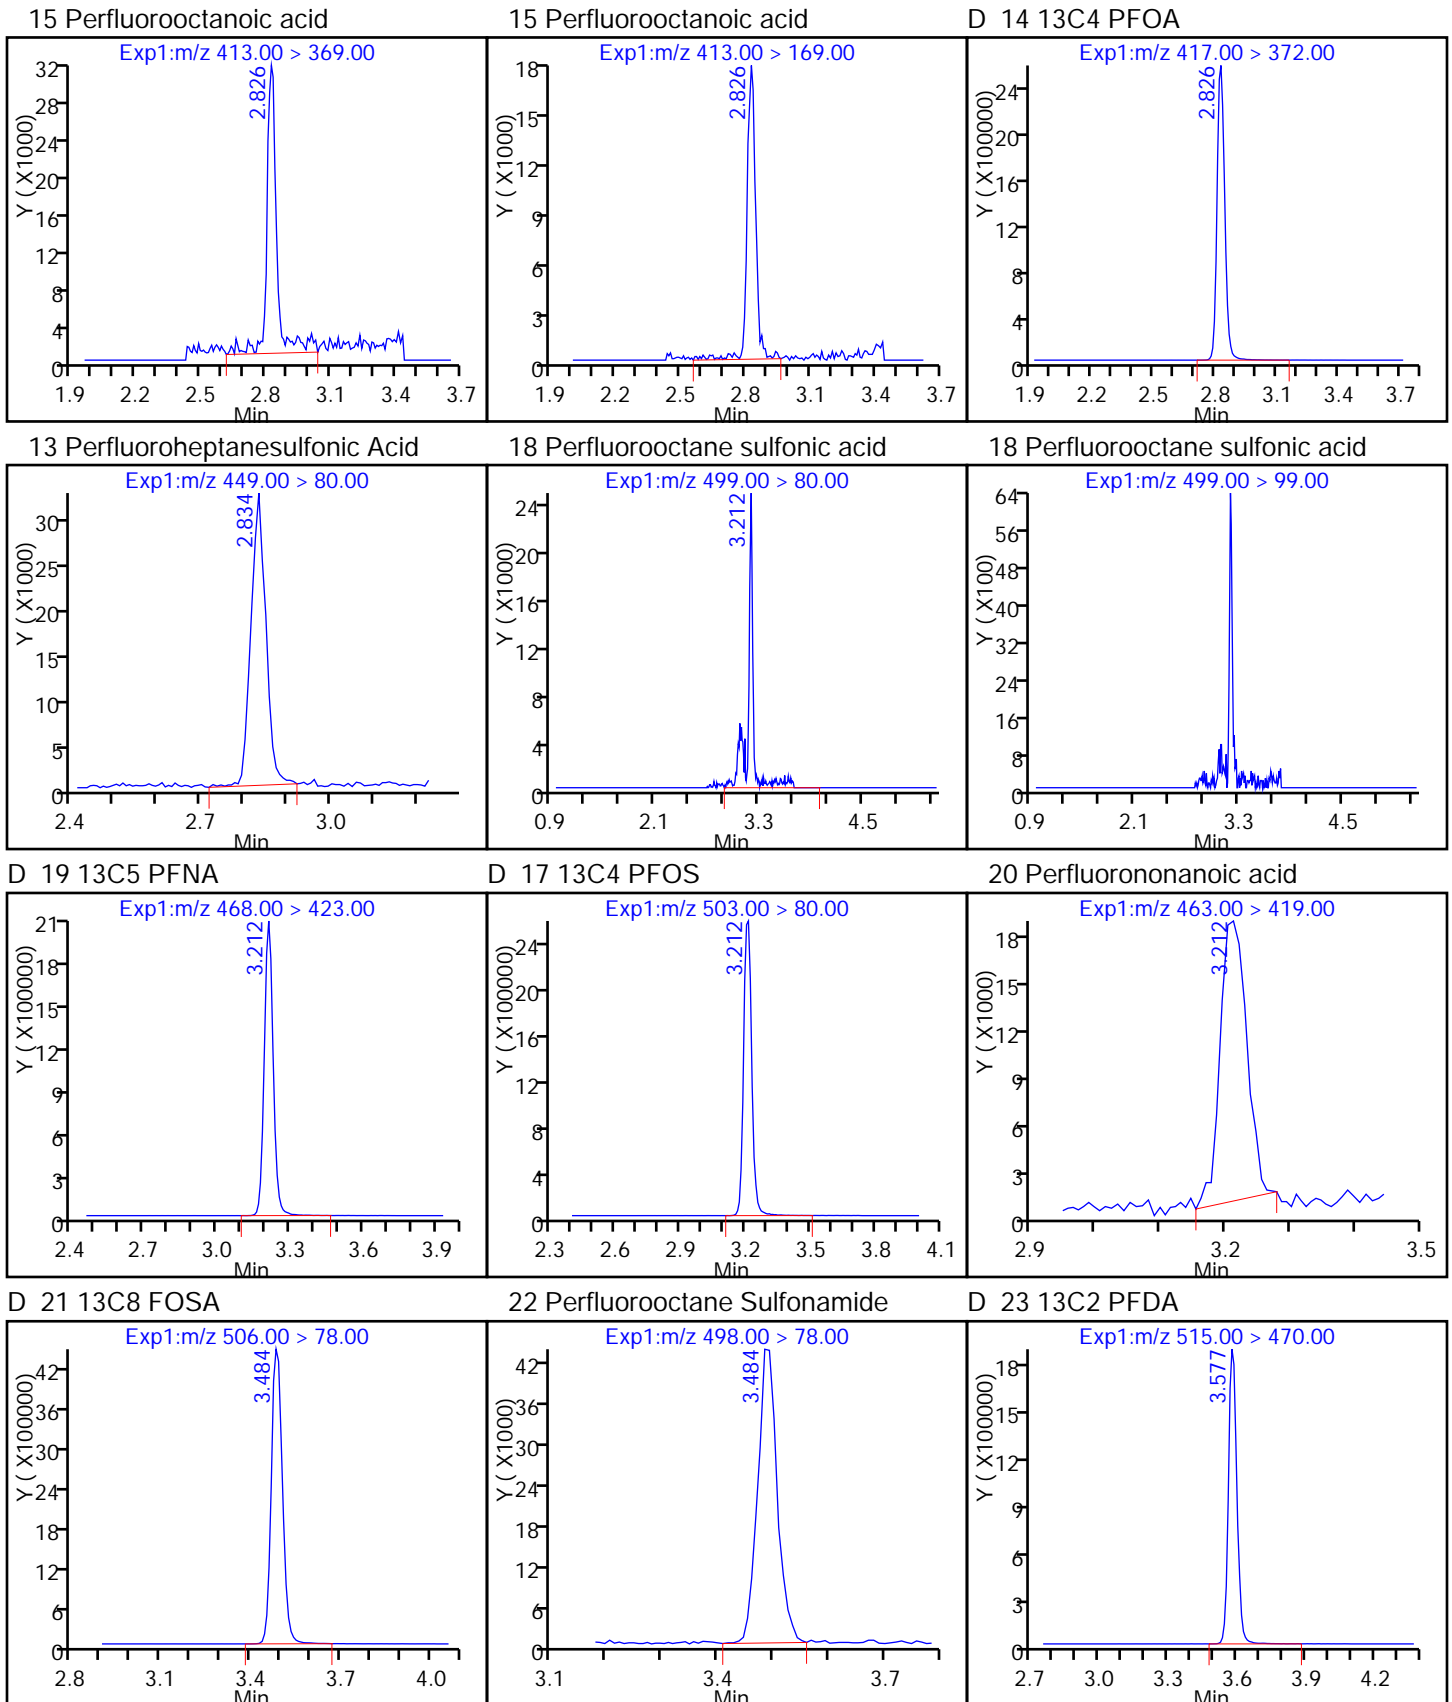 15 Perfluorooctanoic acid
Exp1:m/z 413.00 > 369.00
2.826
Y ( X1000)
32
28
24
20
16
12
8
4
0
1.9 2.2 2.5 2.8 3.1 3.4 3.7
Min
15 Perfluorooctanoic acid
Exp1:m/z 413.00 > 169.00
2.826
Y ( X1000)
18
15
12
9
6
3
0
1.9 2.2 2.5 2.8 3.1 3.4 3.7
Min
D 14 13C4 PFOA
Exp1:m/z 417.00 > 372.00
2.826
Y ( X100000)
24
20
16
12
8
4
0
1.9 2.2 2.5 2.8 3.1 3.4 3.7
Min
13 Perfluoroheptanesulfonic Acid
Exp1:m/z 449.00 > 80.00
2.834
Y ( X1000)
30
25
20
15
10
5
0
2.4 2.7 3.0
Min
18 Perfluorooctane sulfonic acid
Exp1:m/z 499.00 > 80.00
3.212
Y ( X1000)
24
20
16
12
8
4
0
0.9 2.1 3.3 4.5
Min
18 Perfluorooctane sulfonic acid
Exp1:m/z 499.00 > 99.00
Y ( X100)
64
56
48
40
32
24
16
8
0
0.9 2.1 3.3 4.5
Min
D 19 13C5 PFNA
Exp1:m/z 468.00 > 423.00
3.212
Y ( X100000)
21
18
15
12
9
6
3
0
2.4 2.7 3.0 3.3 3.6 3.9
Min
D 17 13C4 PFOS
Exp1:m/z 503.00 > 80.00
3.212
Y ( X100000)
24
20
16
12
8
4
0
2.3 2.6 2.9 3.2 3.5 3.8 4.1
Min
20 Perfluorononanoic acid
Exp1:m/z 463.00 > 419.00
3.212
Y ( X1000)
18
15
12
9
6
3
0
2.9 3.2 3.5
Min
D 21 13C8 FOSA
Exp1:m/z 506.00 > 78.00
3.484
Y ( X100000)
42
36
30
24
18
12
6
0
2.8 3.1 3.4 3.7 4.0
Min
22 Perfluorooctane Sulfonamide
Exp1:m/z 498.00 > 78.00
3.484
Y ( X1000)
42
36
30
24
18
12
6
0
3.1 3.4 3.7
Min
D 23 13C2 PFDA
Exp1:m/z 515.00 > 470.00
3.577
Y ( X100000)
18
15
12
9
6
3
0
2.7 3.0 3.3 3.6 3.9 4.2
Min